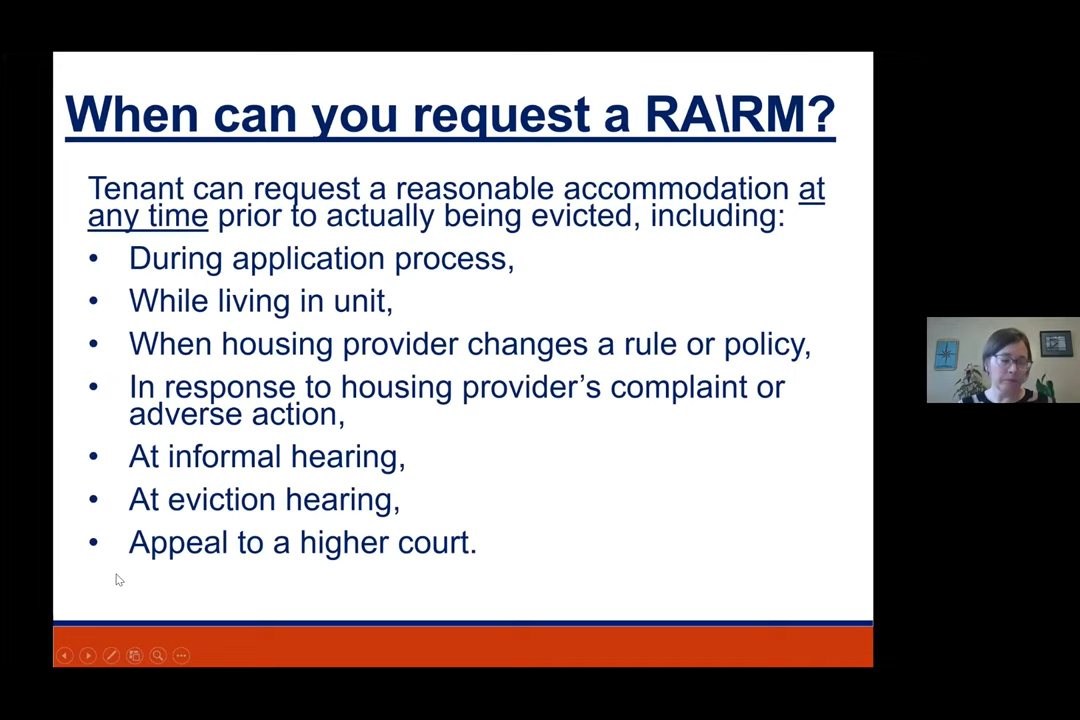 When can you request a RA\RM?
Tenant can request a reasonable accommodation at
any time prior to actually being evicted, including:
• During application process,
• While living in unit,
• When housing provider changes a rule or policy,
• In response to housing provider’s complaint or
adverse action,
• At informal hearing,
• At eviction hearing,
• Appeal to a higher court.